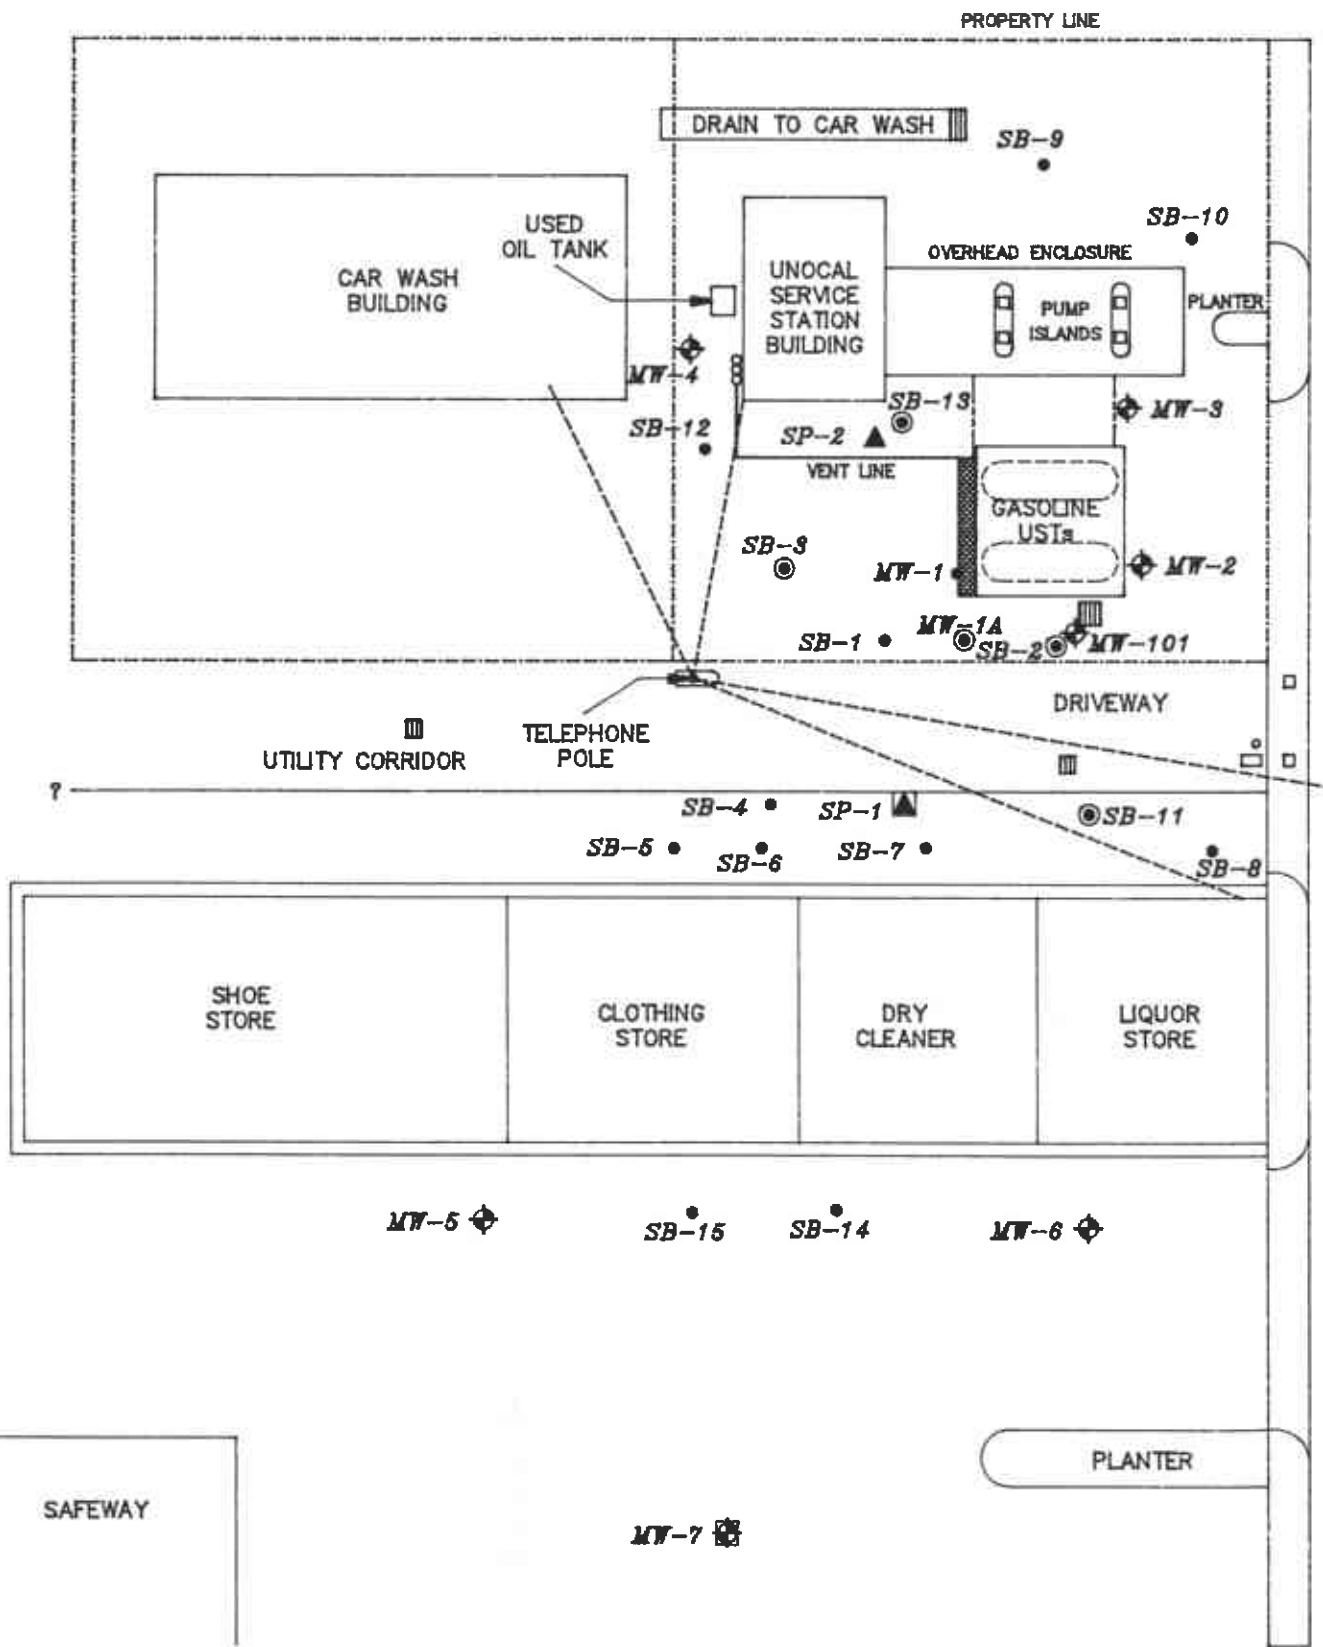 PROPERTY LINE
DRAIN TO CAR WASH
SB-9
USED
OIL TANK
SB-10
CAR WASH
BUILDING
UNOCAL
SERVICE
STATION
BUILDING
OVERHEAD ENCLOSURE
PUMP
ISLANDS
PLANTER
MW-4
SB-13
MW-3
SB-12
SP-2
VENT LINE
GASOLINE
USTs
SB-3
MW-1
MW-2
MW-1A
SB-1
SB-2
MW-101
DRIVEWAY
TELEPHONE
POLE
UTILITY CORRIDOR
?
SB-4
SP-1
SB-11
SB-5
SB-6
SB-7
SB-8
SHOE
STORE
CLOTHING
STORE
DRY
CLEANER
LIQUOR
STORE
MW-5
SB-15
SB-14
MW-6
PLANTER
SAFEWAY
MW-7